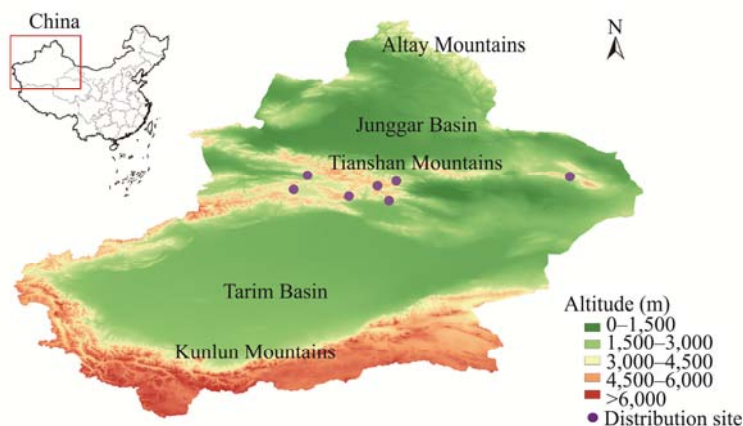 China
N
Altay Mountains
Junggar Basin
Tianshan Mountains
Tarim Basin
Kunlun Mountains
Altitude (m)
0–1,500
1,500–3,000
3,000–4,500
4,500–6,000
>6,000
Distribution site